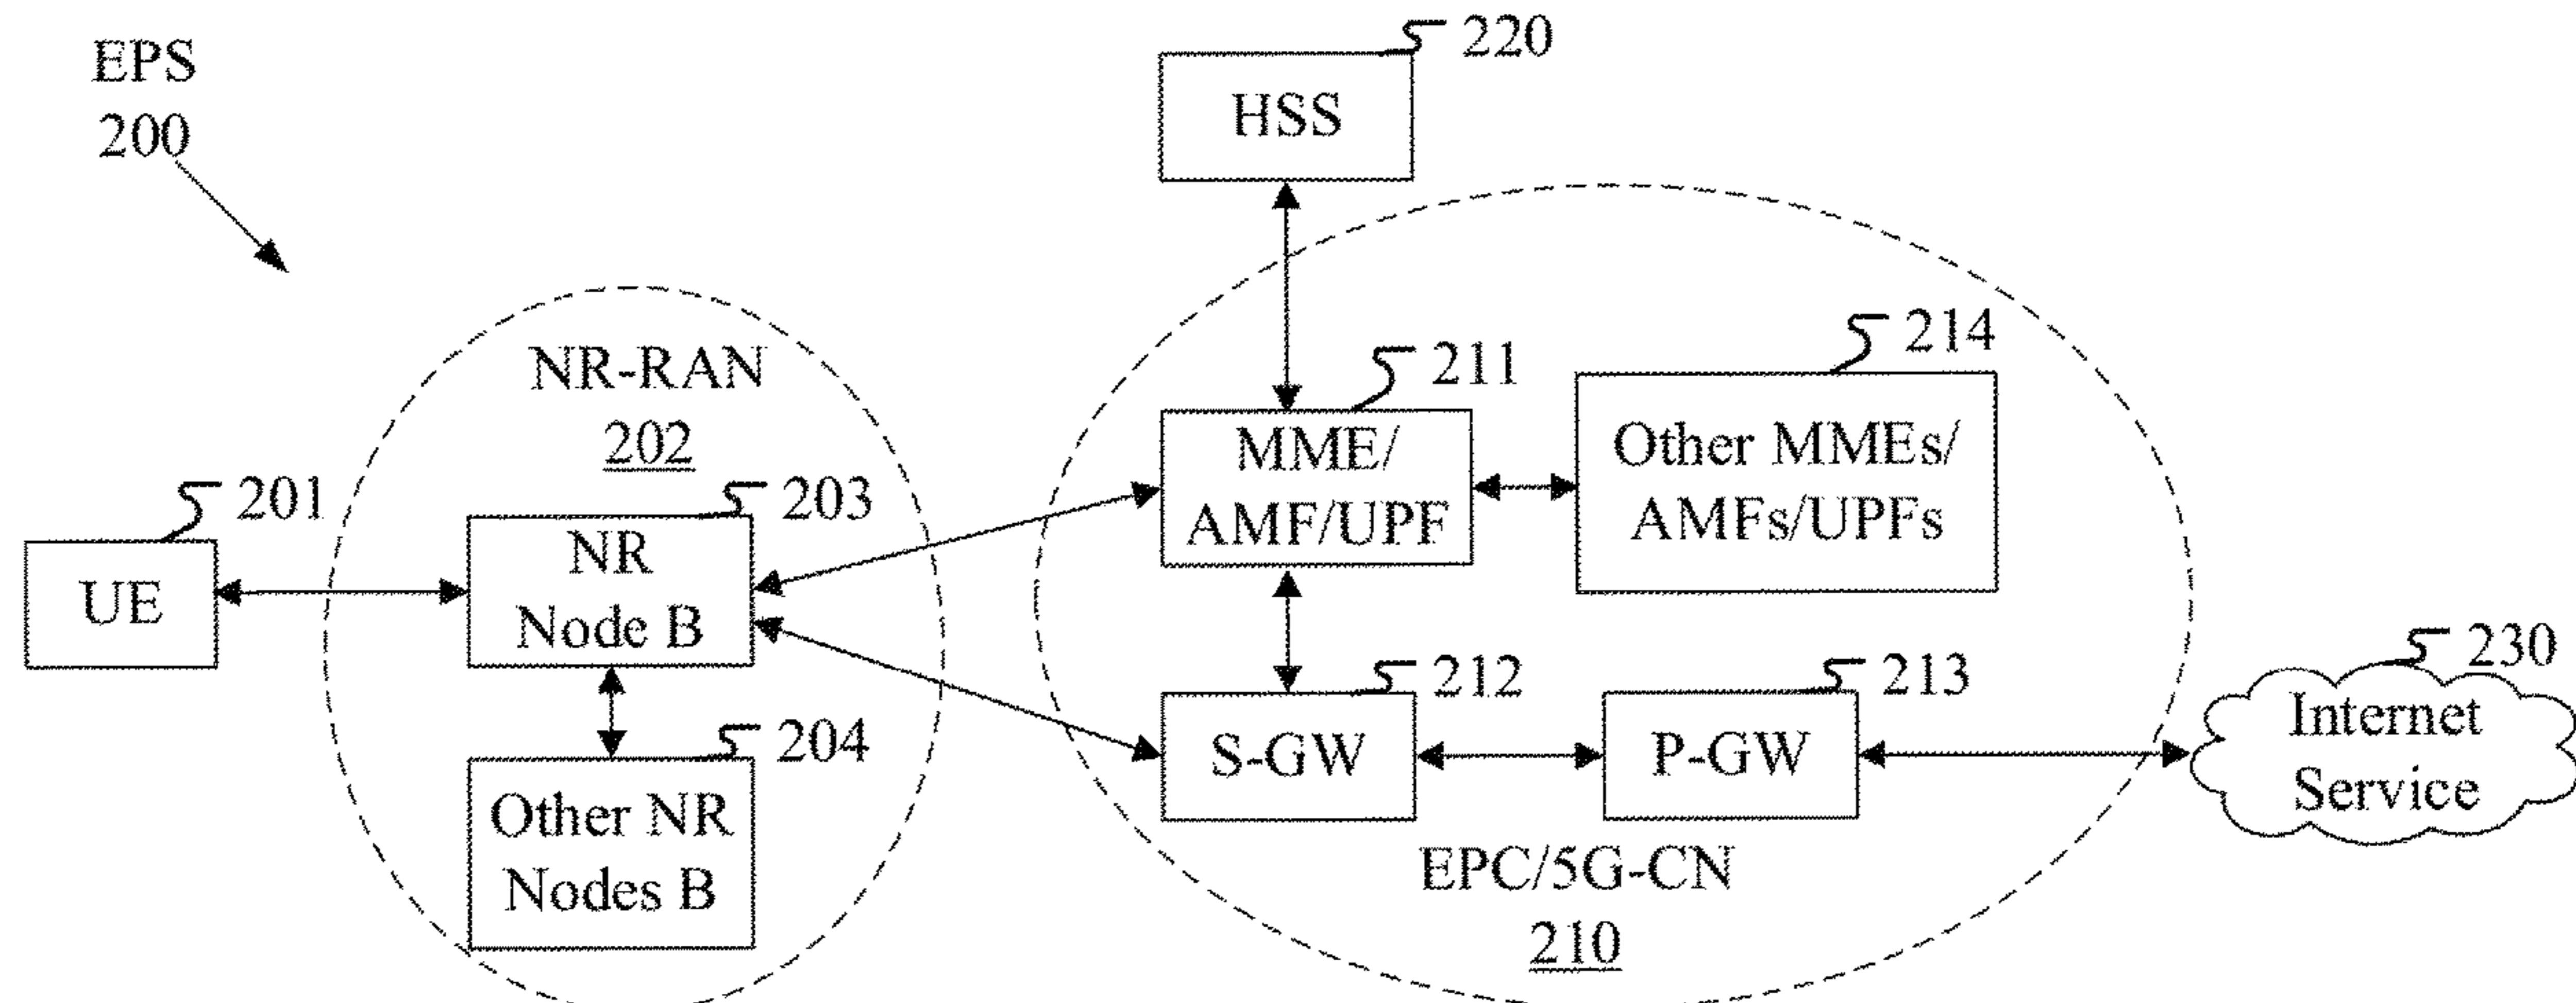 EPS
200
220
HSS
NR-RAN
202
211
214
MME/
AMF/UPF
Other MMEs/
AMFs/UPFs
201
UE
203
NR
Node B
204
Other NR
Nodes B
212
S-GW
213
P-GW
230
Internet
Service
EPC/5G-CN
210